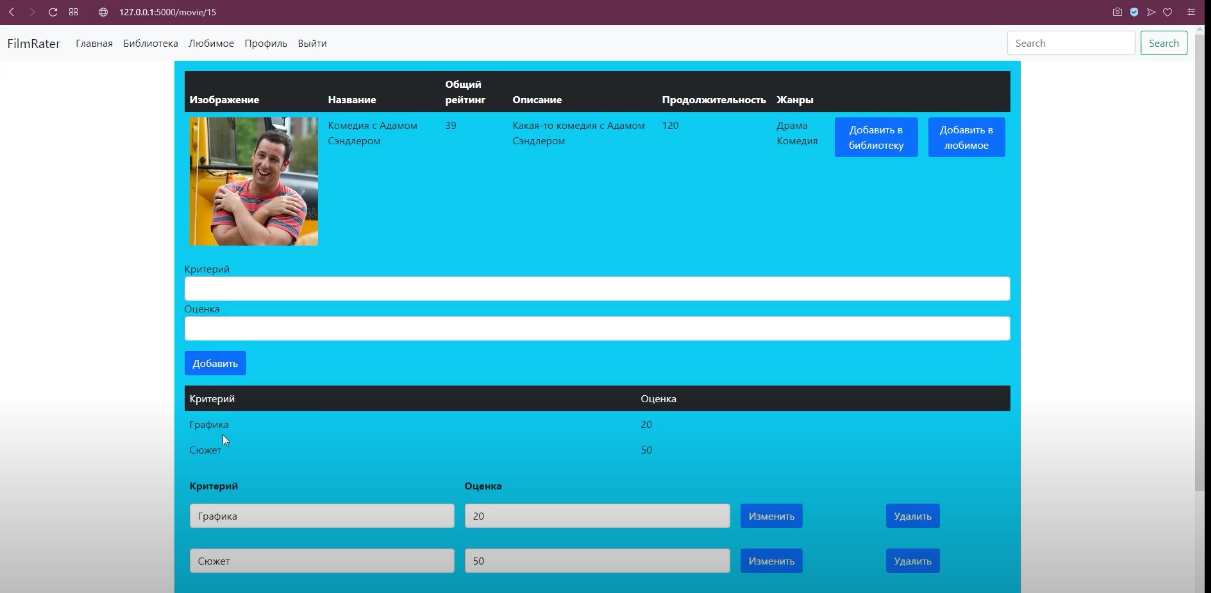 127.0.0.1:5000/movie/15
FilmRater Главная Библиотека Любимое Профиль Выйти Search Search
Изображение Название Общий рейтинг Описание Продолжительность Жанры
Комедия с Адамом 39 Какая-то комедия с Адамом 120 Драма Добавить в Добавить в
Сэндлером Сэндлером Комедия библиотеку любимое
Критерий
Оценка
Добавить
Критерий Оценка
Графика 20
Сюжет 50
Критерий Оценка
Графика 20 Изменить Удалить
Сюжет 50 Изменить Удалить